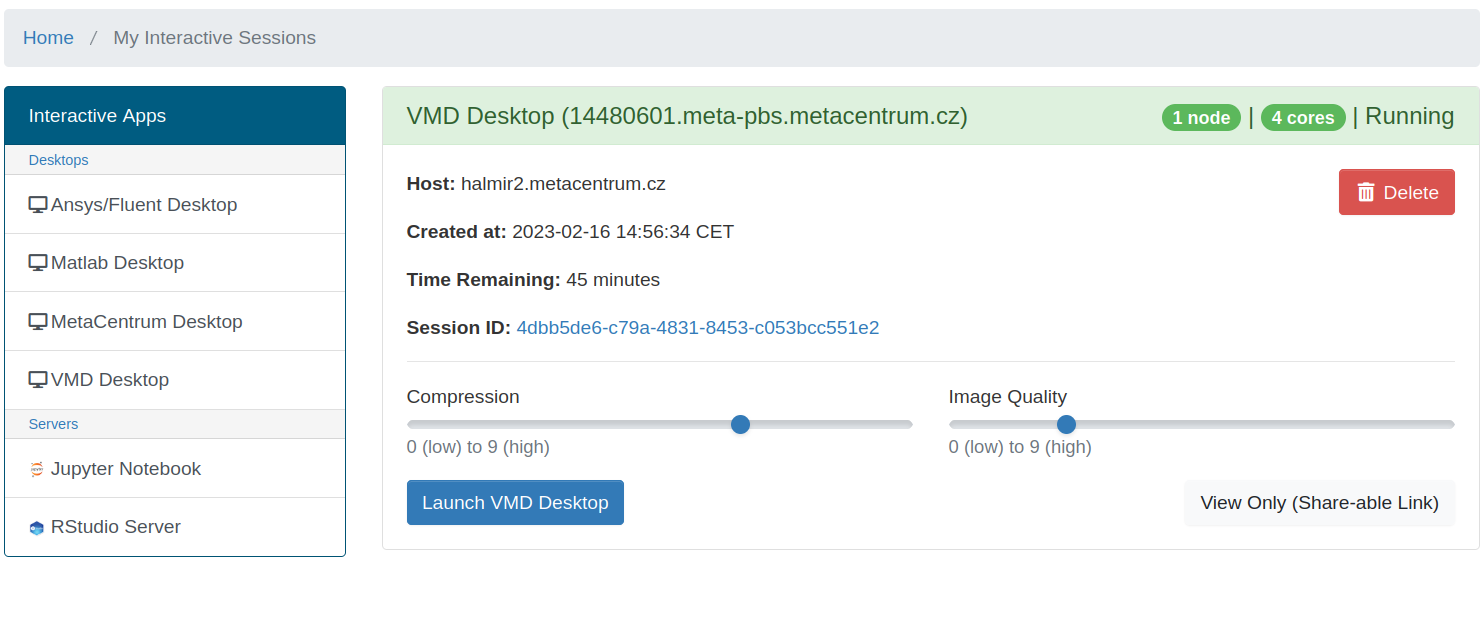 Home / My Interactive Sessions
Interactive Apps
Desktops
Ansys/Fluent Desktop
Matlab Desktop
MetaCentrum Desktop
VMD Desktop
Servers
Jupyter Notebook
RStudio Server
VMD Desktop (14480601.meta-pbs.metacentrum.cz) 1 node | 4 cores | Running
Host: halmir2.metacentrum.cz
Delete
Created at: 2023-02-16 14:56:34 CET
Time Remaining: 45 minutes
Session ID: 4dbb5de6-c79a-4831-8453-c053bcc551e2
Compression
0 (low) to 9 (high)
Image Quality
0 (low) to 9 (high)
Launch VMD Desktop
View Only (Share-able Link)